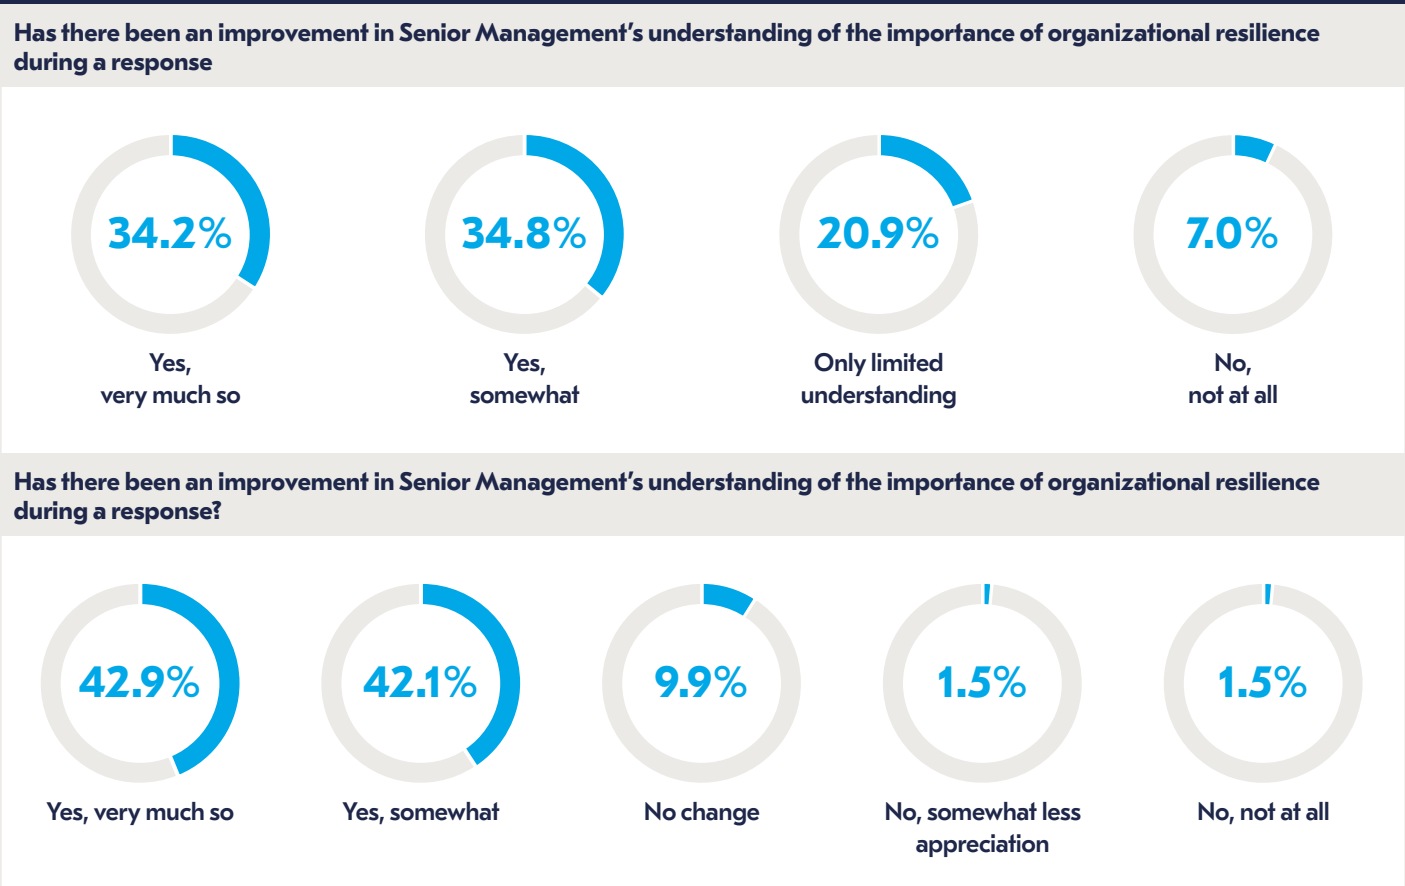 Has there been an improvement in Senior Management's understanding of the importance of organizational resilience
during a response
34.2%
34.8%
20.9%
7.0%
Yes,
very much so
Yes,
somewhat
Only limited
understanding
No,
not at all
Has there been an improvement in Senior Management's understanding of the importance of organizational resilience
during a response?
42.9%
42.1%
9.9%
1.5%
1.5%
Yes, very much so
Yes, somewhat
No change
No, somewhat less
appreciation
No, not at all